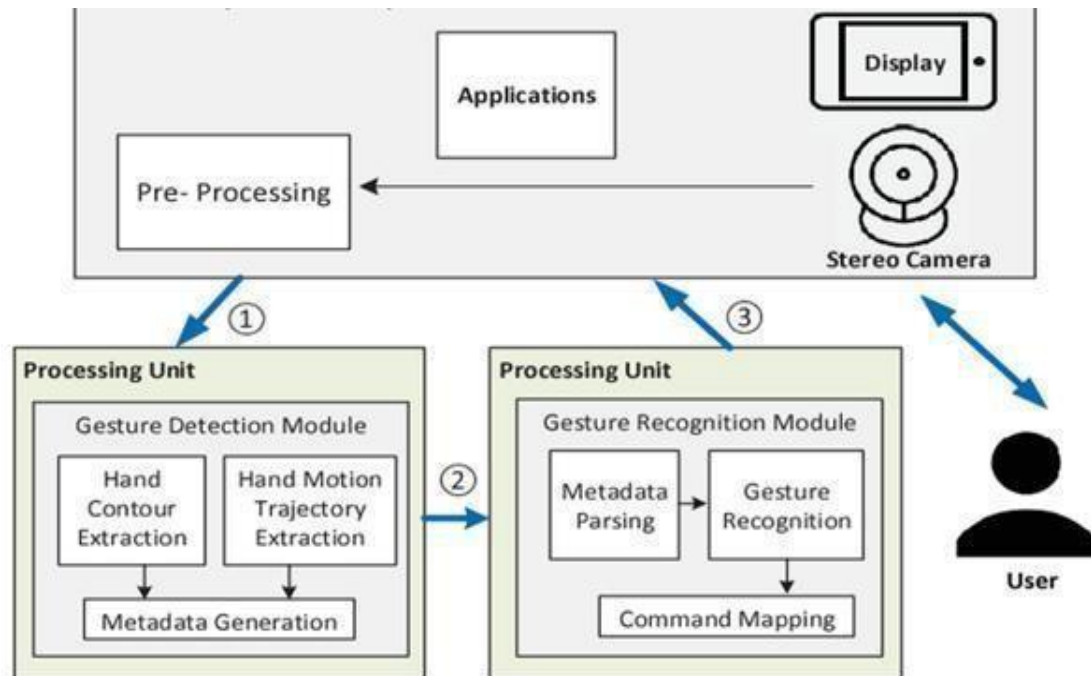 Display
Applications
Pre- Processing
Stereo Camera
①
③
Processing Unit
Gesture Detection Module
Hand
Contour
Extraction
Hand Motion
Trajectory
Extraction
Metadata Generation
②
Processing Unit
Gesture Recognition Module
Metadata
Parsing
Gesture
Recognition
Command Mapping
User